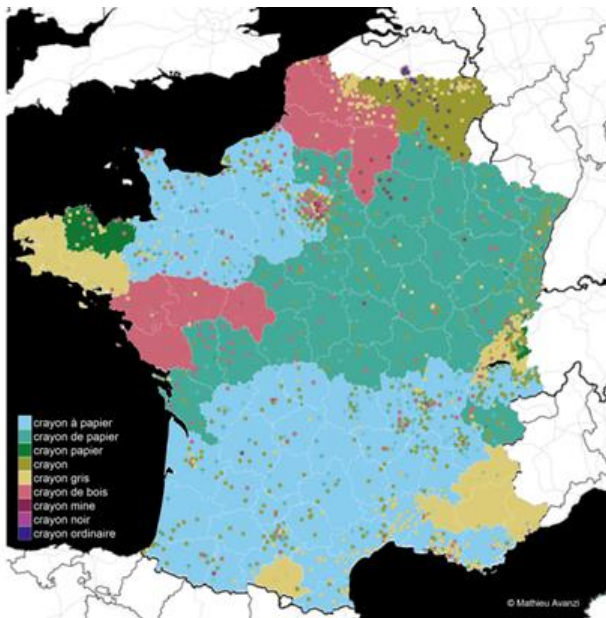 crayon à papier
crayon de papier
crayon papier
crayon
crayon gris
crayon de bois
crayon mine
crayon noir
crayon ordinaire
© Mathieu Avanzi